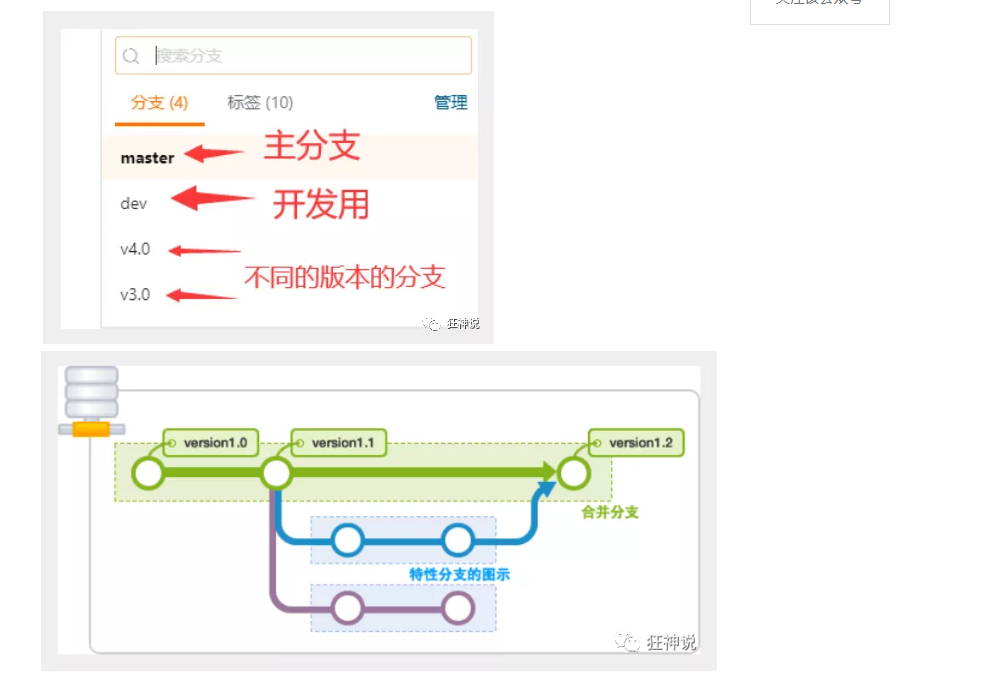 搜索分支
分支 (4) 标签 (10) 管理
master 主分支
dev 开发用
v4.0
不同的版本的分支
v3.0
狂神说
version1.0 version1.1 version1.2
合并分支
特性分支的图示
狂神说